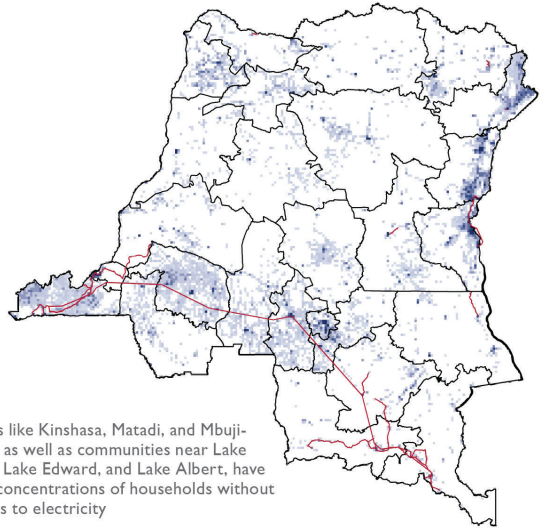 s like Kinshasa, Matadi, and Mbuji-
as well as communities near Lake
Lake Edward, and Lake Albert, have
concentrations of households without
s to electricity